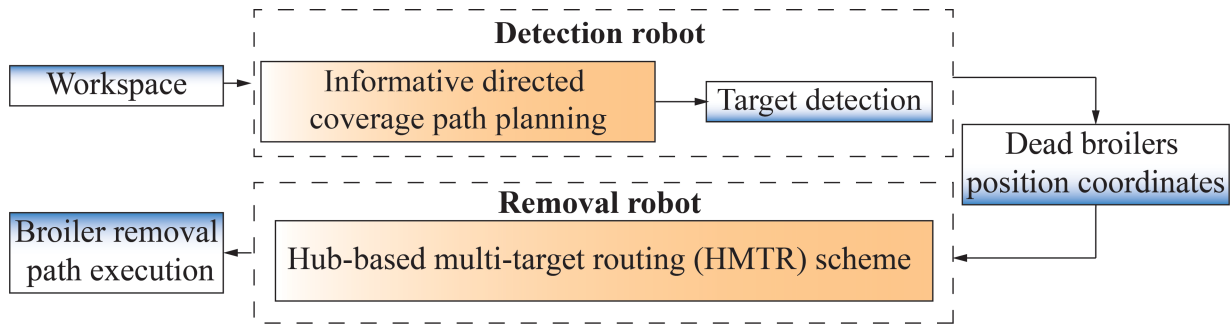 Detection robot
Workspace
Informative directed
coverage path planning
Target detection
Dead broilers
position coordinates
Removal robot
Hub-based multi-target routing (HMTR) scheme
Broiler removal
path execution